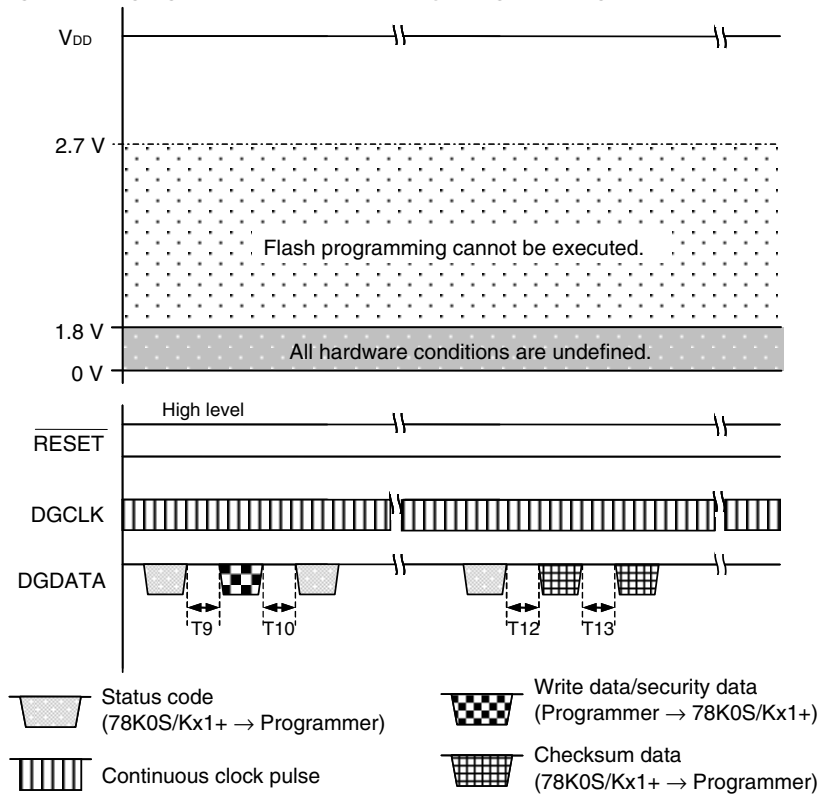 VDD
2.7 V
Flash programming cannot be executed.
1.8 V
All hardware conditions are undefined.
0 V
High level
RESET
DGCLK
DGDATA
T9
T10
T12
T13
Status code
(78K0S/Kx1+ → Programmer)
Write data/security data
(Programmer → 78K0S/Kx1+)
Continuous clock pulse
Checksum data
(78K0S/Kx1+ → Programmer)